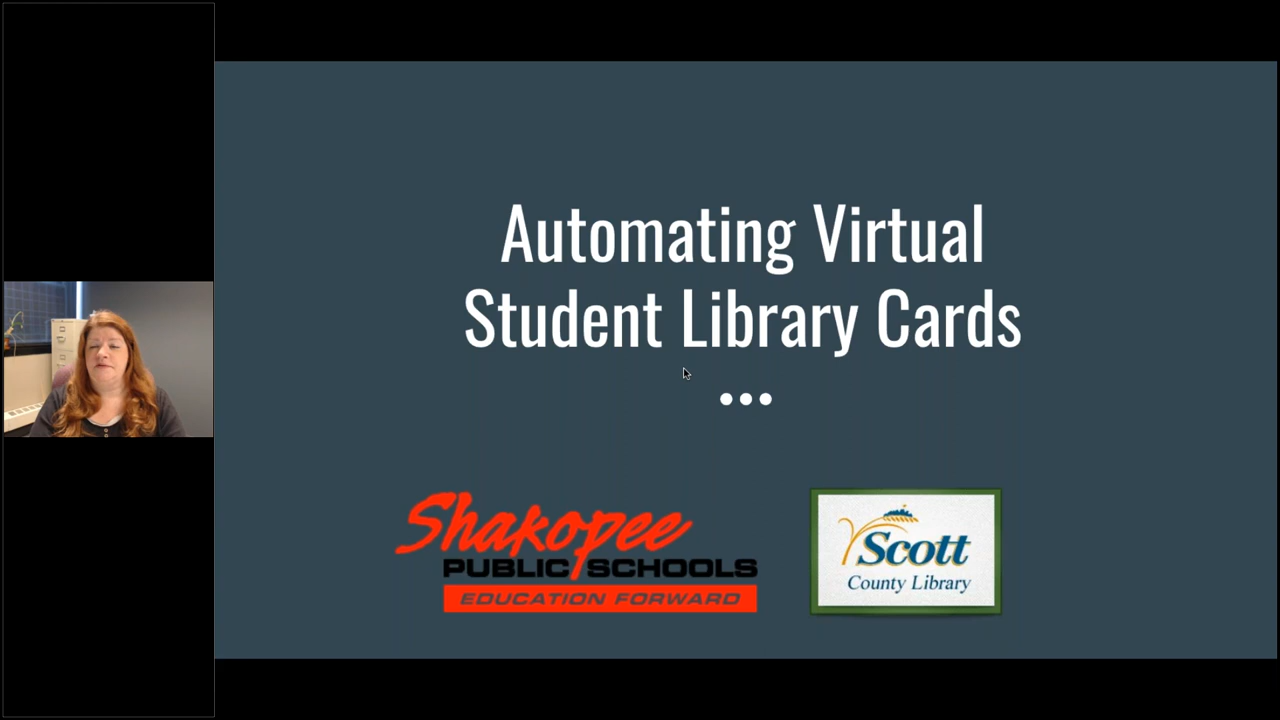 Automating Virtual
Student Library Cards
Shakopee
PUBLIC SCHOOLS
EDUCATION FORWARD
Scott
County Library